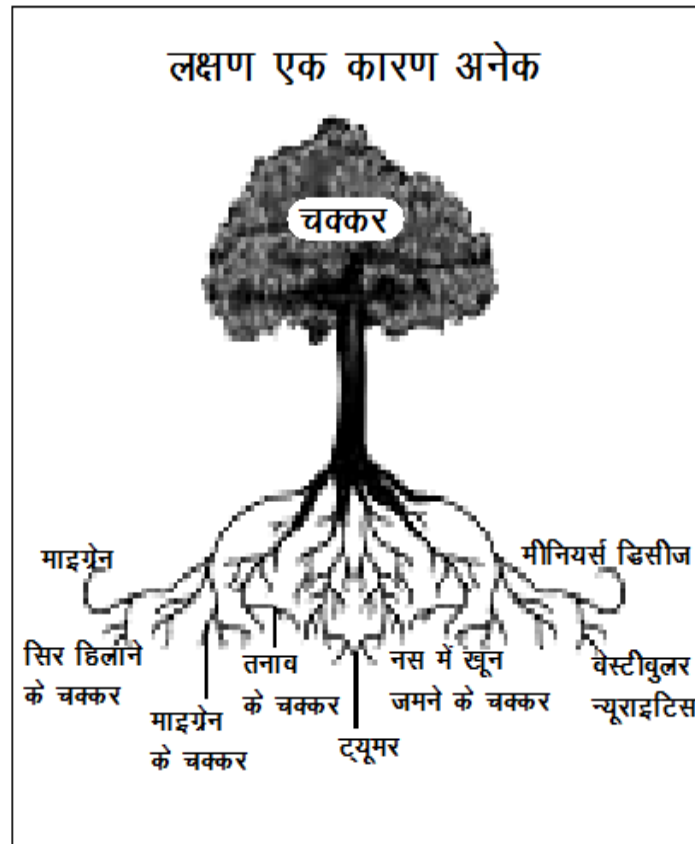 लक्षण एक कारण अनेक
चक्कर
माइग्रेन
मीनियर्स डिसीज
सिर हिलाने
के चक्कर
माइग्रेन
के चक्कर
तनाव
के चक्कर
ट्यूमर
नस में खून
जमने के चक्कर
वेस्टीबुलर
न्यूराइटिस